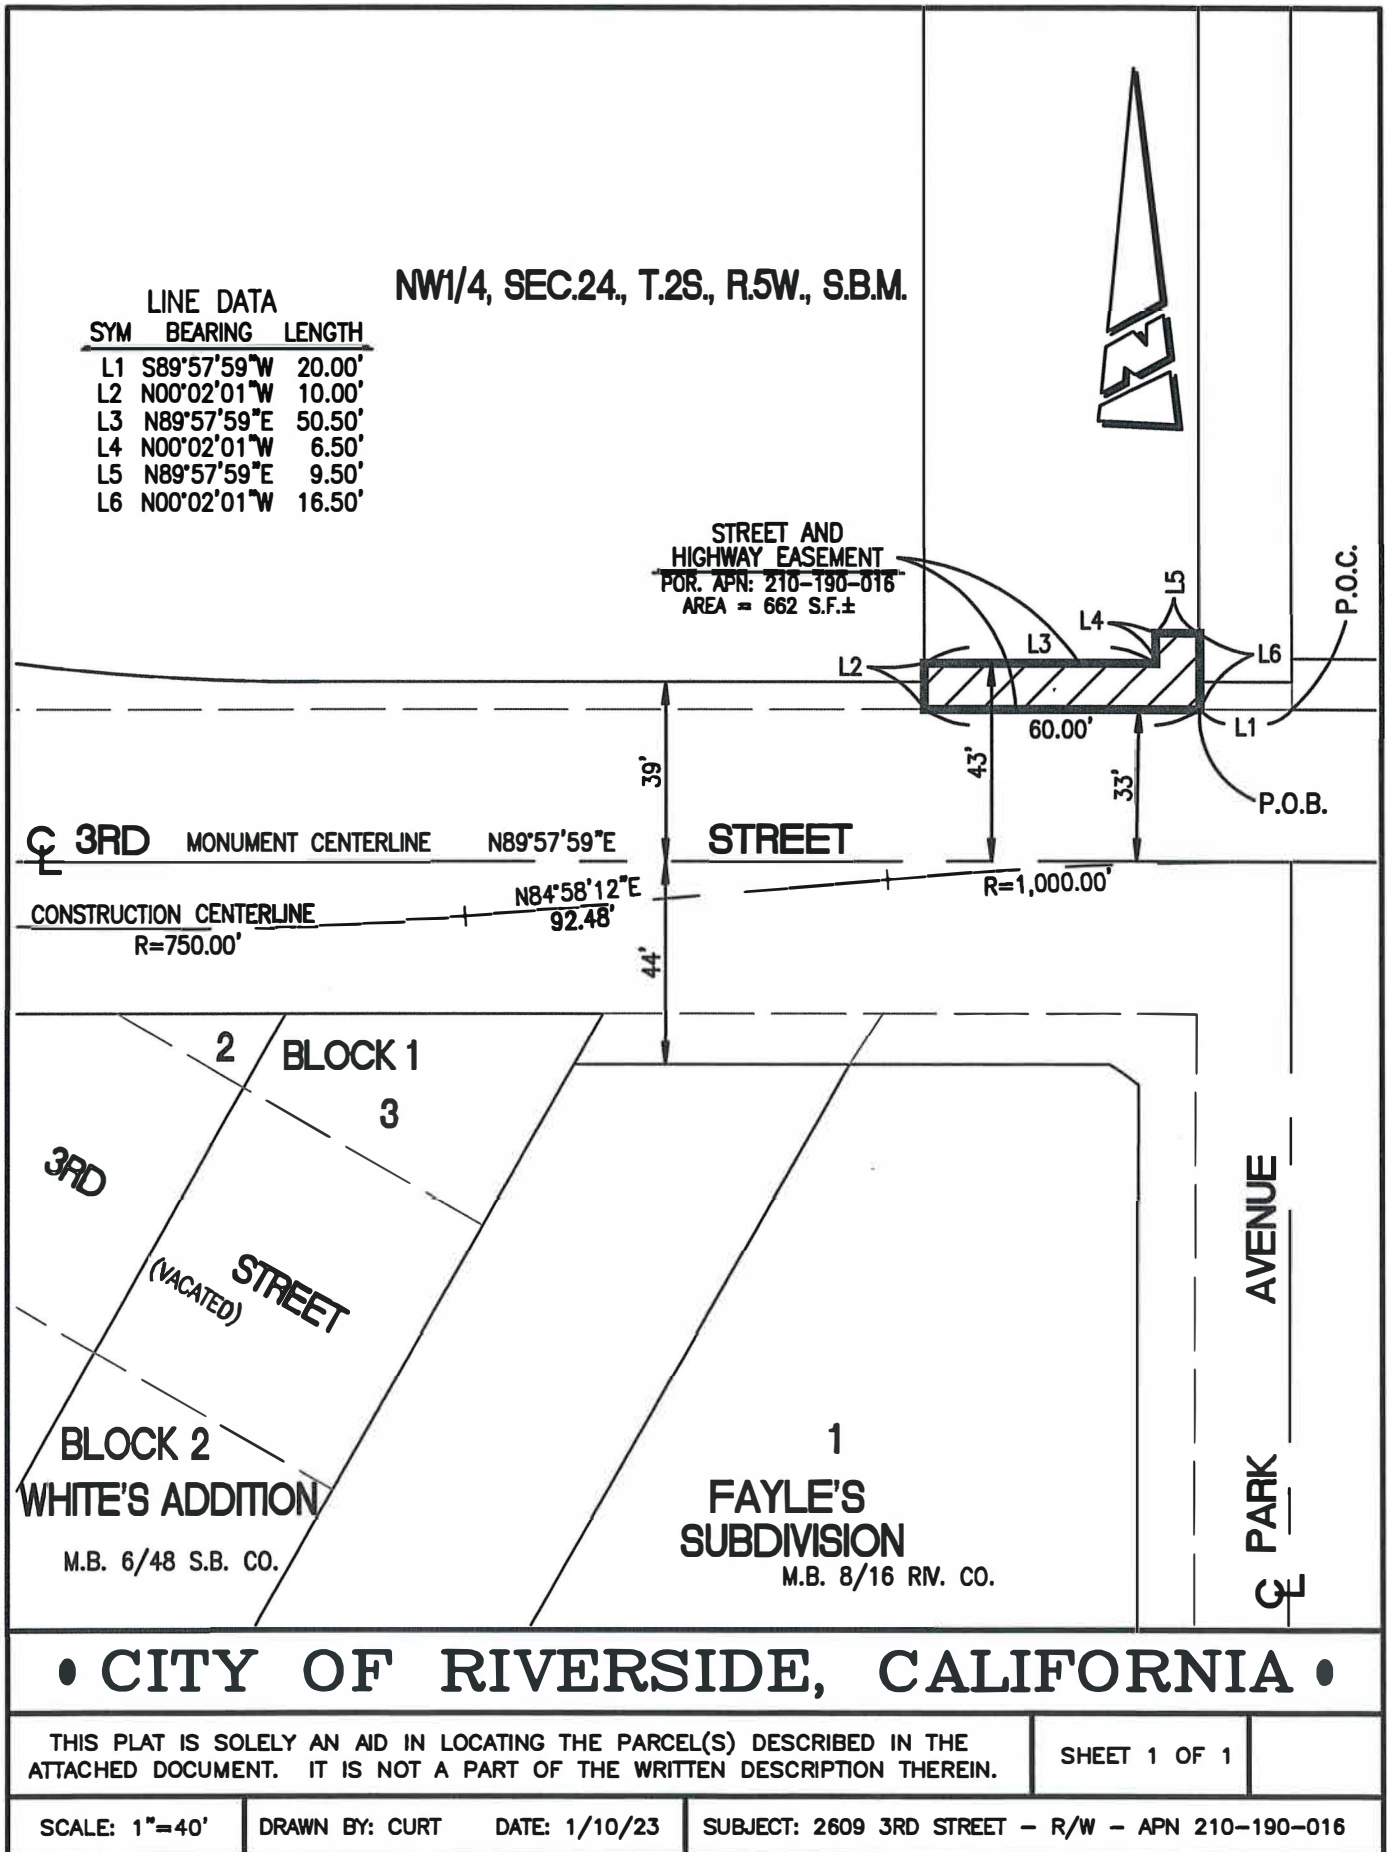 NW1/4, SEC.24., T.2S., R.5W., S.B.M.
LINE DATA
SYM BEARING LENGTH
L1 S89°57'59"W 20.00'
L2 N00°02'01"W 10.00'
L3 N89°57'59"E 50.50'
L4 N00°02'01"W 6.50'
L5 N89°57'59"E 9.50'
L6 N00°02'01"W 16.50'
N
STREET AND
HIGHWAY EASEMENT
POR. APN: 210-190-016
AREA = 662 S.F.±
L5
P.O.C.
L4
L3
L6
L2
60.00'
L1
39'
43'
33'
P.O.B.
CL 3RD MONUMENT CENTERLINE N89°57'59"E STREET
N84°58'12"E
92.48'
R=1,000.00'
CONSTRUCTION CENTERLINE
R=750.00'
44'
2 BLOCK 1
3
3RD
STREET
(VACATED)
AVENUE
BLOCK 2
WHITE'S ADDITION
M.B. 6/48 S.B. CO.
1
FAYLE'S
SUBDIVISION
M.B. 8/16 RIV. CO.
CL PARK
• CITY OF RIVERSIDE, CALIFORNIA •
THIS PLAT IS SOLELY AN AID IN LOCATING THE PARCEL(S) DESCRIBED IN THE
ATTACHED DOCUMENT. IT IS NOT A PART OF THE WRITTEN DESCRIPTION THEREIN.
SHEET 1 OF 1
SCALE: 1"=40' DRAWN BY: CURT DATE: 1/10/23 SUBJECT: 2609 3RD STREET - R/W - APN 210-190-016